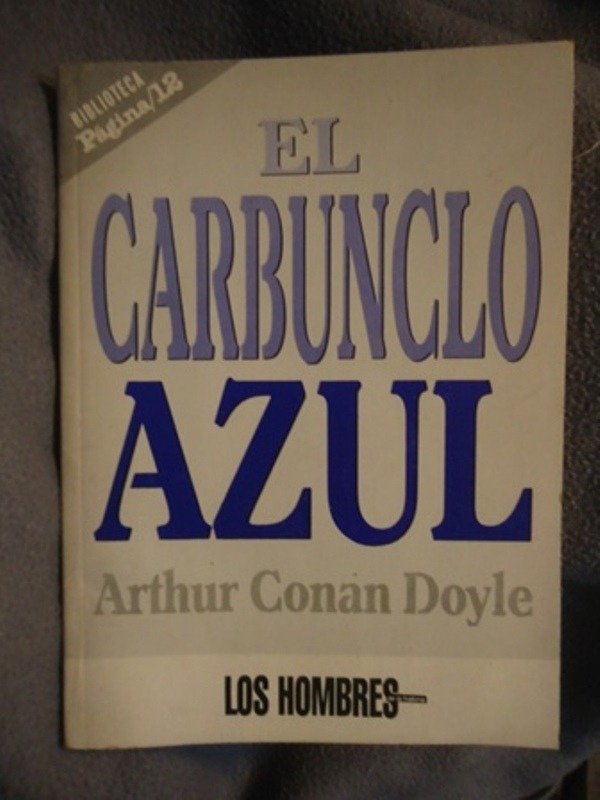 BIBLIOTECA
Página/12
EL
CARBUNCLO
AZUL
Arthur Conan Doyle
LOS HOMBRES